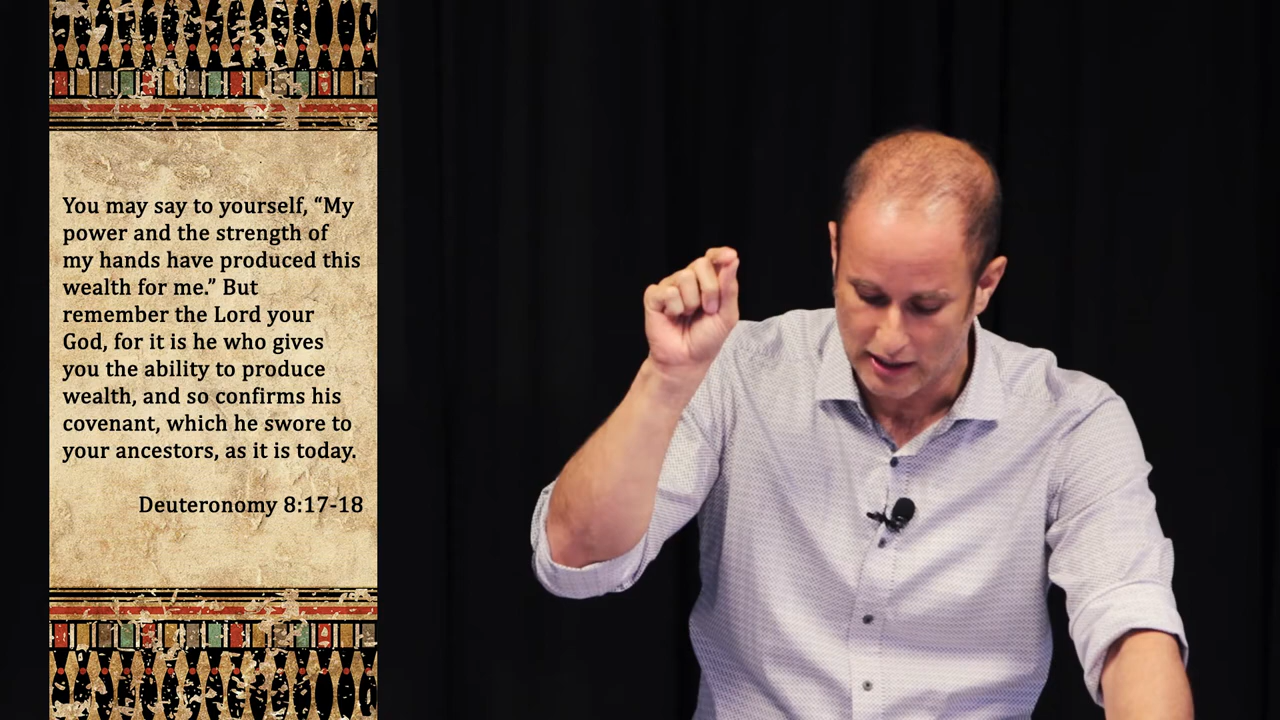 You may say to yourself, “My
power and the strength of
my hands have produced this
wealth for me.” But
remember the Lord your
God, for it is he who gives
you the ability to produce
wealth, and so confirms his
covenant, which he swore to
your ancestors, as it is today.
Deuteronomy 8:17-18